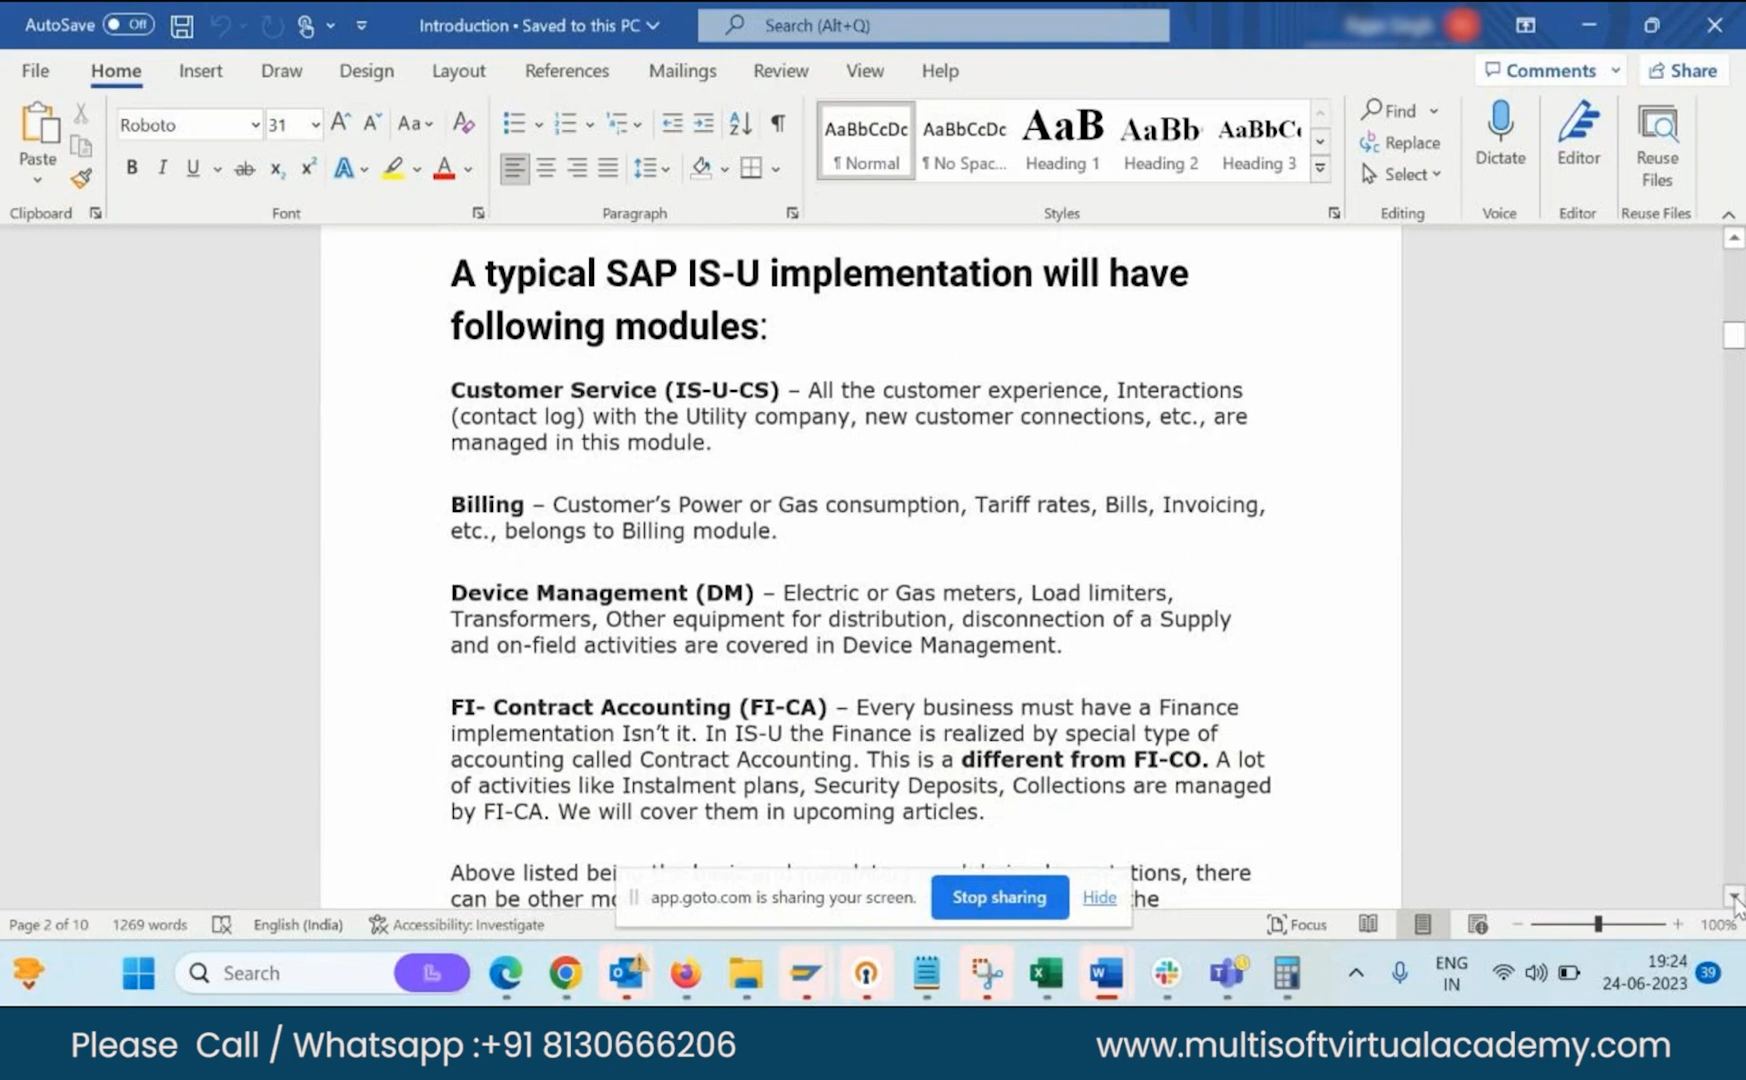 AutoSave Off Introduction • Saved to this PC Search (Alt+Q)
File Home Insert Draw Design Layout References Mailings Review View Help Comments Share
Paste
Clipboard
Roboto 31 A A Aa A
B I U ab x₂ x² A A
Font
Paragraph
AaBbCcDc AaBbCcDc AaB AaBb AaBbC
¶ Normal ¶ No Spac... Heading 1 Heading 2 Heading 3
Styles
Find
Replace
Select
Editing
Dictate
Voice
Editor
Editor
Reuse
Files
Reuse Files
A typical SAP IS-U implementation will have
following modules:
Customer Service (IS-U-CS) – All the customer experience, Interactions
(contact log) with the Utility company, new customer connections, etc., are
managed in this module.
Billing – Customer’s Power or Gas consumption, Tariff rates, Bills, Invoicing,
etc., belongs to Billing module.
Device Management (DM) – Electric or Gas meters, Load limiters,
Transformers, Other equipment for distribution, disconnection of a Supply
and on-field activities are covered in Device Management.
FI- Contract Accounting (FI-CA) – Every business must have a Finance
implementation Isn’t it. In IS-U the Finance is realized by special type of
accounting called Contract Accounting. This is a different from FI-CO. A lot
of activities like Instalment plans, Security Deposits, Collections are managed
by FI-CA. We will cover them in upcoming articles.
Above listed there
can be other he
app.goto.com is sharing your screen. Stop sharing Hide
Page 2 of 10 1269 words English (India) Accessibility: Investigate Focus 100%
Search
ENG
IN
19:24
24-06-2023
39
Please Call / Whatsapp :+91 8130666206 www.multisoftvirtualacademy.com